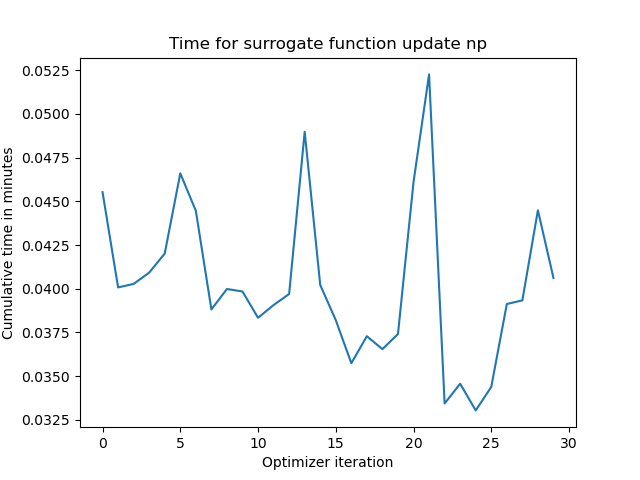 Time for surrogate function update np
Cumulative time in minutes
0.0525
0.0500
0.0475
0.0450
0.0425
0.0400
0.0375
0.0350
0.0325
0 5 10 15 20 25 30
Optimizer iteration